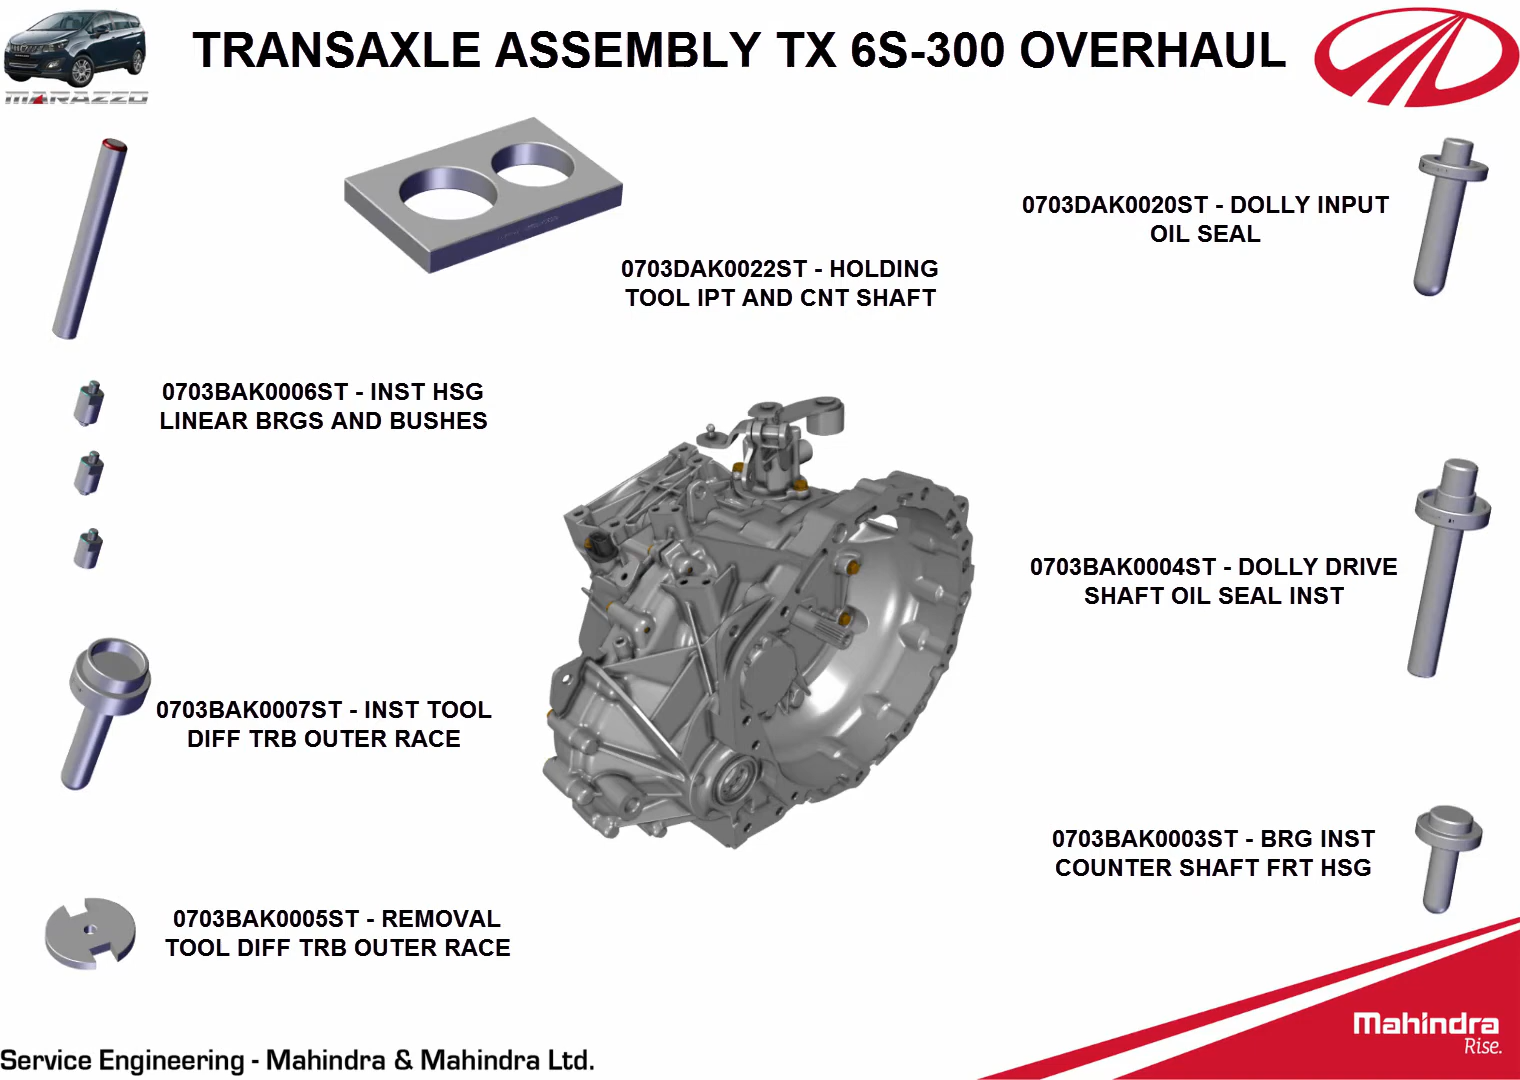 TRANSAXLE ASSEMBLY TX 6S-300 OVERHAUL
MARAZZO
0703DAK0020ST - DOLLY INPUT
OIL SEAL
0703DAK0022ST - HOLDING
TOOL IPT AND CNT SHAFT
0703BAK0006ST - INST HSG
LINEAR BRGS AND BUSHES
0703BAK0004ST - DOLLY DRIVE
SHAFT OIL SEAL INST
0703BAK0007ST - INST TOOL
DIFF TRB OUTER RACE
0703BAK0003ST - BRG INST
COUNTER SHAFT FRT HSG
0703BAK0005ST - REMOVAL
TOOL DIFF TRB OUTER RACE
Mahindra
Rise.
Service Engineering - Mahindra & Mahindra Ltd.